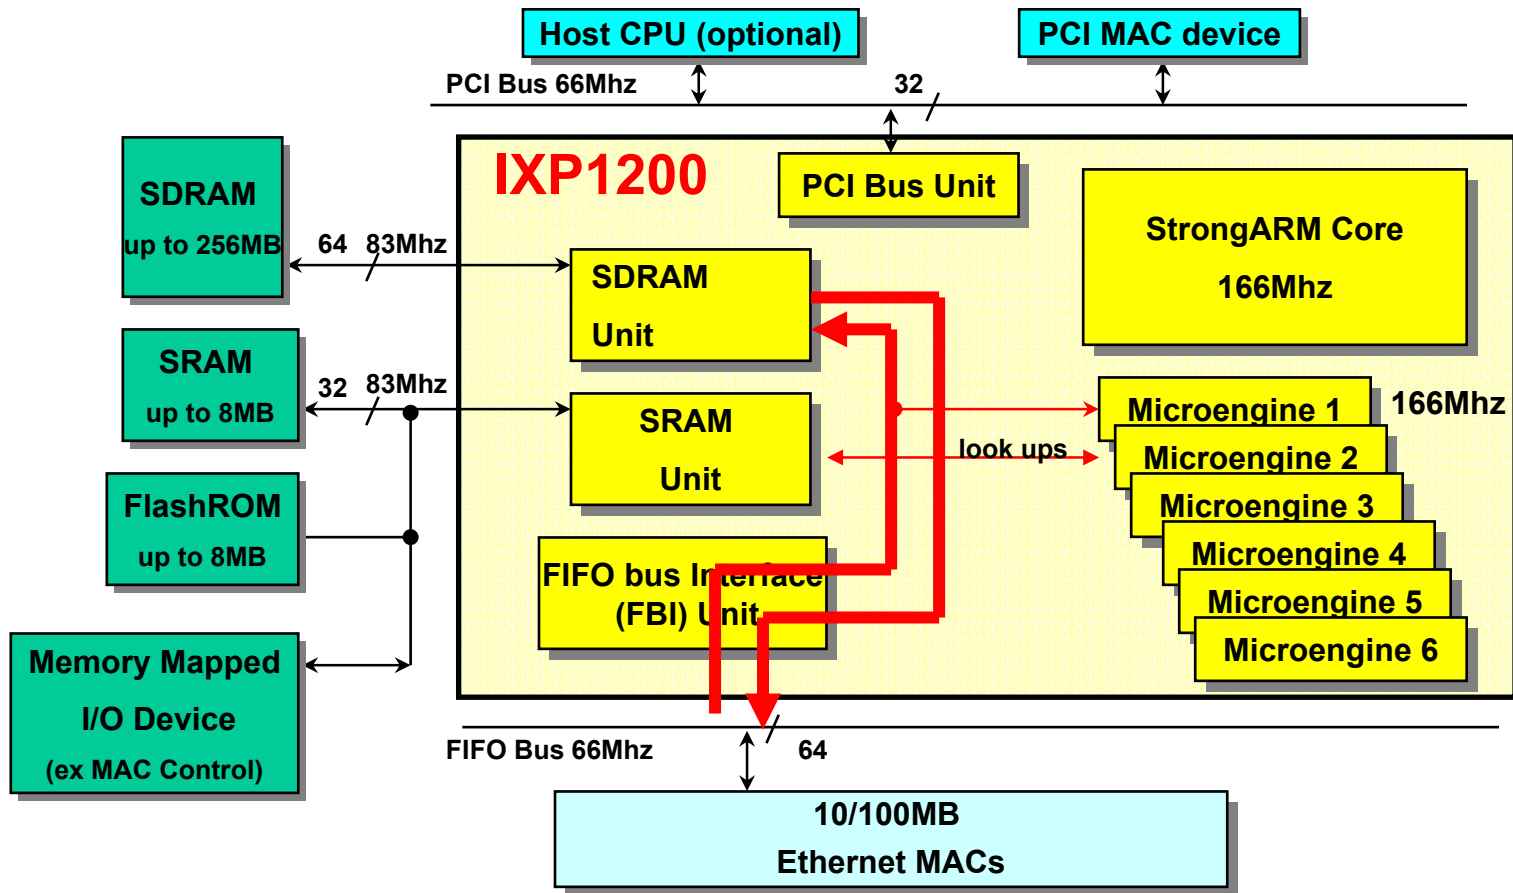 Host CPU (optional)
PCI MAC device
PCI Bus 66Mhz
32
IXP1200
PCI Bus Unit
StrongARM Core
166Mhz
SDRAM
up to 256MB
64
83Mhz
SDRAM
Unit
SRAM
up to 8MB
32
83Mhz
SRAM
Unit
look ups
Microengine 1
166Mhz
Microengine 2
Microengine 3
Microengine 4
Microengine 5
Microengine 6
FlashROM
up to 8MB
FIFO bus Interface
(FBI) Unit
Memory Mapped
I/O Device
(ex MAC Control)
FIFO Bus 66Mhz
64
10/100MB
Ethernet MACs